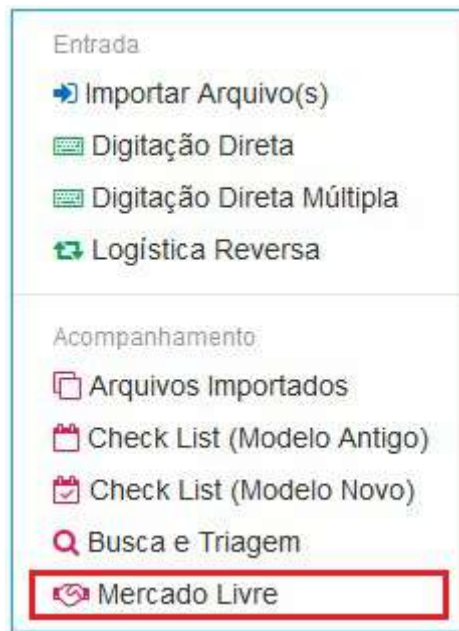 Entrada
Importar Arquivo(s)
Digitação Direta
Digitação Direta Múltipla
Logística Reversa
Acompanhamento
Arquivos Importados
Check List (Modelo Antigo)
Check List (Modelo Novo)
Busca e Triagem
Mercado Livre